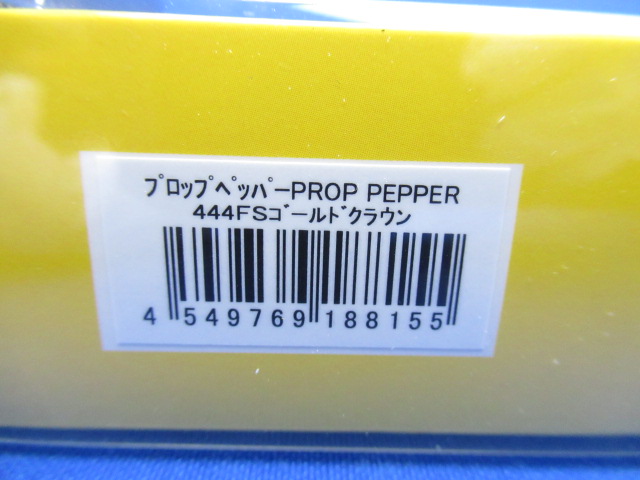 ﾌﾟﾛｯﾌﾟﾍﾟｯﾊﾟｰPROP PEPPER
444FSｺﾞｰﾙﾄﾞｸﾗｳﾝ
4 549769 188155